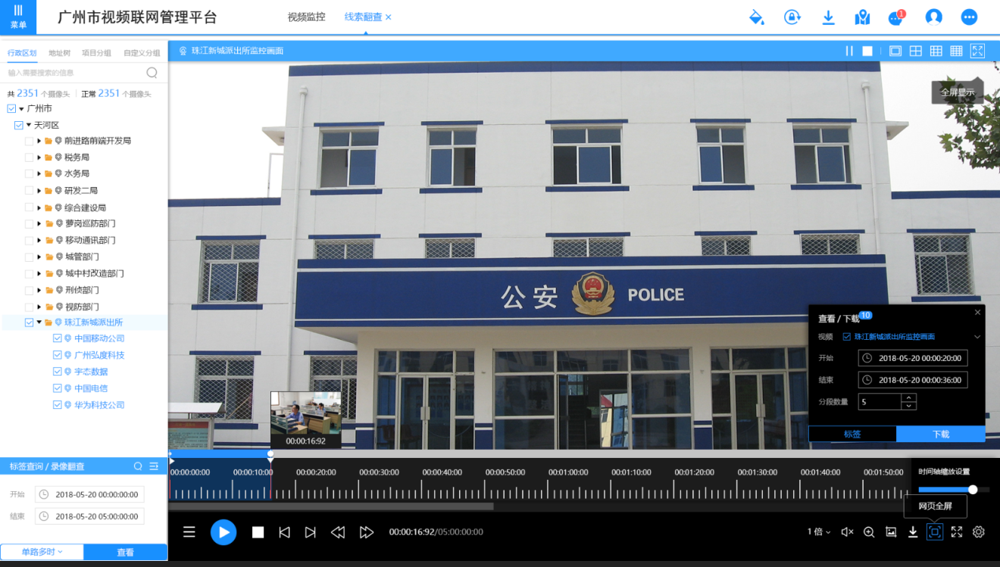 菜单
广州市视频联网管理平台
视频监控
线索翻查 ×
1
行政区划 地址树 项目分组 自定义分组
输入需要搜索的信息
共 2351 个摄像头 | 正常 2351 个摄像头
广州市
天河区
前进路前端开发局
税务局
水务局
研发二局
综合建设局
萝岗巡防部门
移动通讯部门
城管部门
城中村改造部门
刑侦部门
视防部门
珠江新城派出所
中国移动公司
广州弘度科技
宇态数据
中国电信
华为科技公司
标签查询 / 录像翻查
开始 2018-05-20 00:00:00:00
结束 2018-05-20 05:00:00:00
单路多时
查看
珠江新城派出所监控画面
全屏显示
公安 POLICE
查看 / 下载 10
视频 珠江新城派出所监控画面
开始 2018-05-20 00:00:20:00
结束 2018-05-20 00:00:36:00
分段数量 5
标签 下载
00:00:16:92
00:00:00:00 00:00:10:00 00:00:20:00 00:00:30:00 00:00:40:00 00:00:50:00 00:01:00:00 00:01:10:00 00:01:20:00 00:01:30:00 00:01:40:00 00:01:50:00
时间轴缩放设置
网页全屏
00:00:16:92/05:00:00:00
1 倍